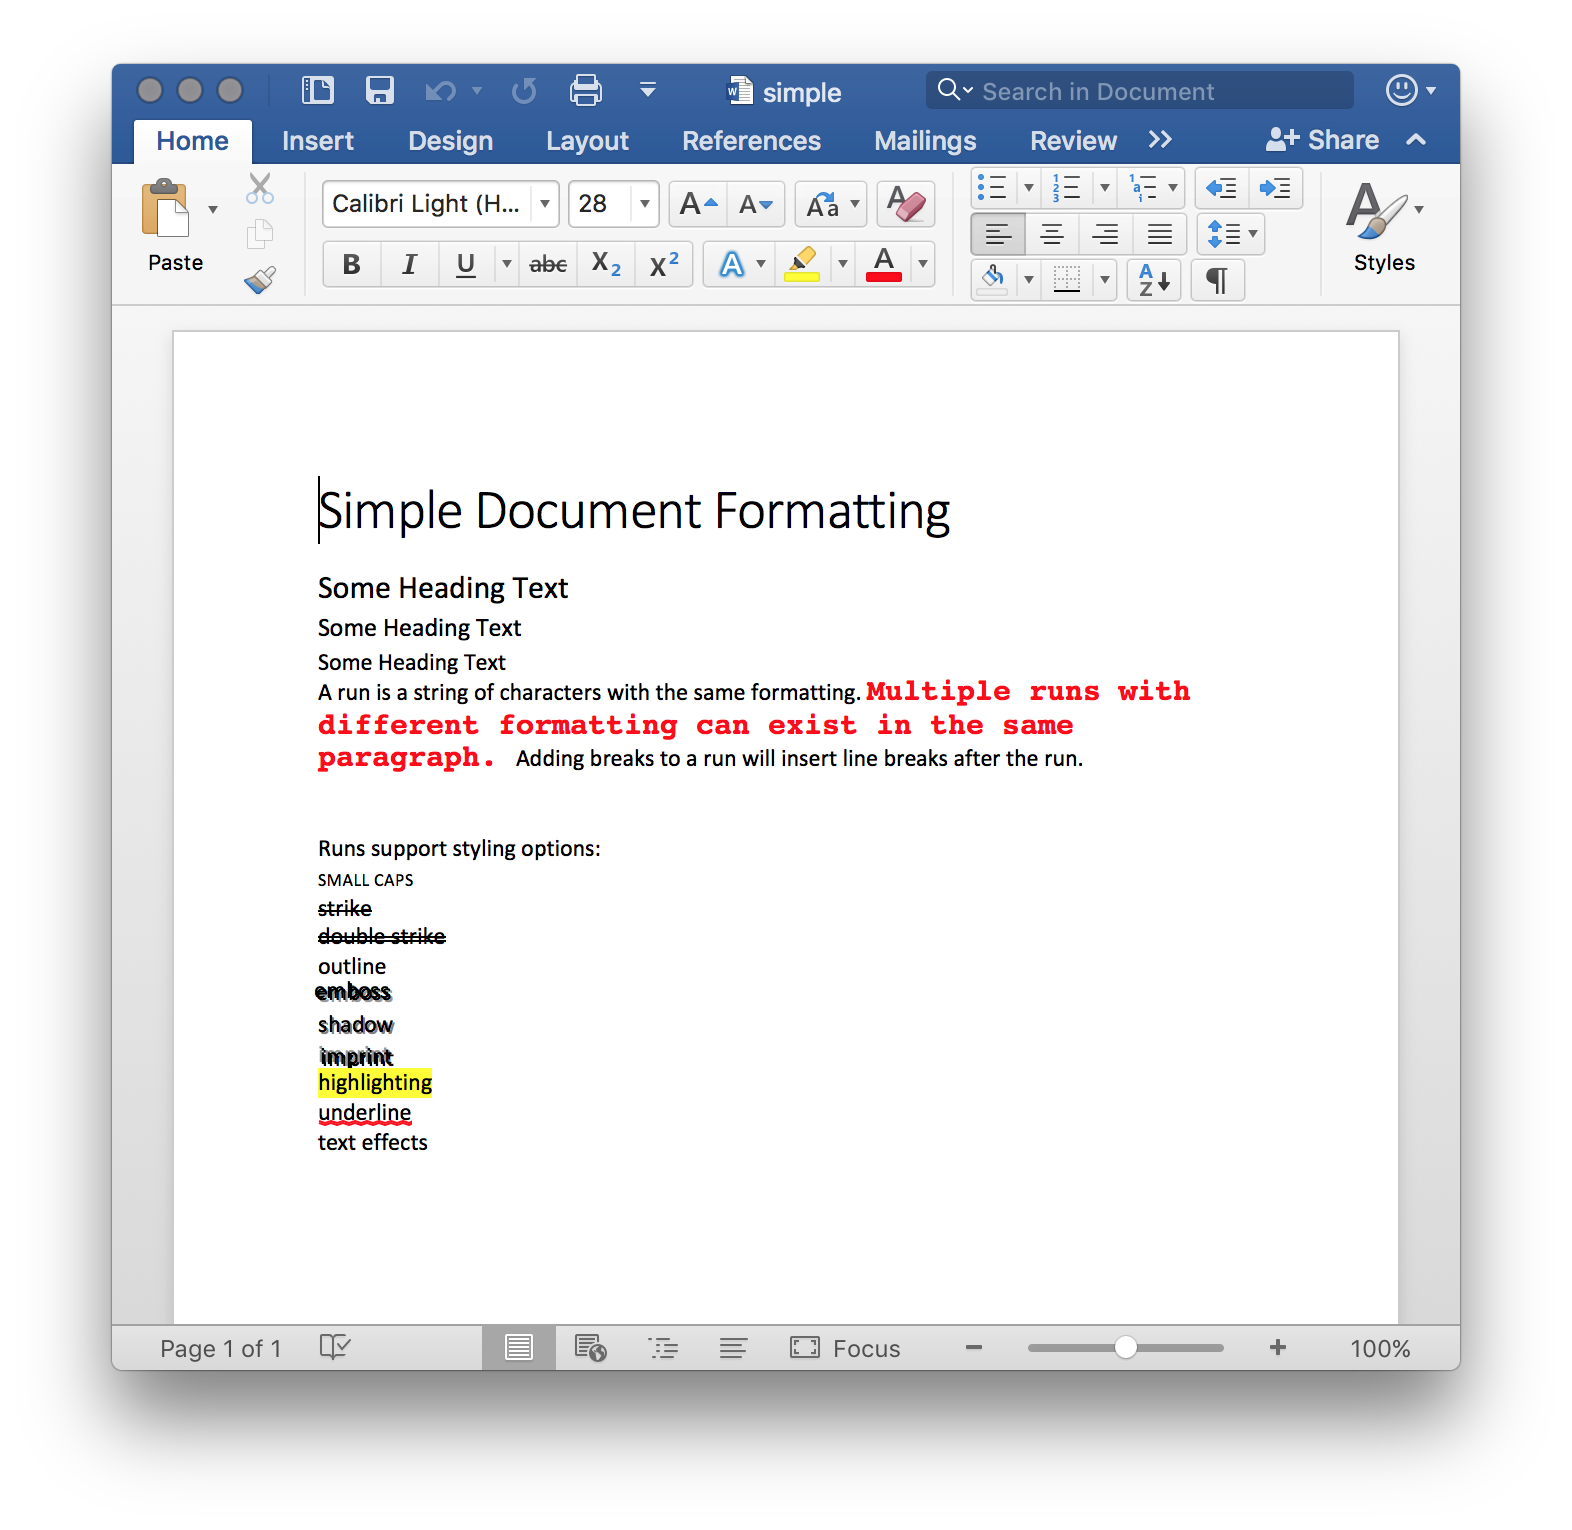 simple
Search in Document
Home Insert Design Layout References Mailings Review Share
Paste
Calibri Light (H... 28
A A Aa A
B I U abc X2 X2 A A
Styles
Simple Document Formatting
Some Heading Text
Some Heading Text
Some Heading Text
A run is a string of characters with the same formatting. Multiple runs with
different formatting can exist in the same
paragraph. Adding breaks to a run will insert line breaks after the run.
Runs support styling options:
SMALL CAPS
strike
double strike
outline
emboss
shadow
imprint
highlighting
underline
text effects
Page 1 of 1 Focus 100%